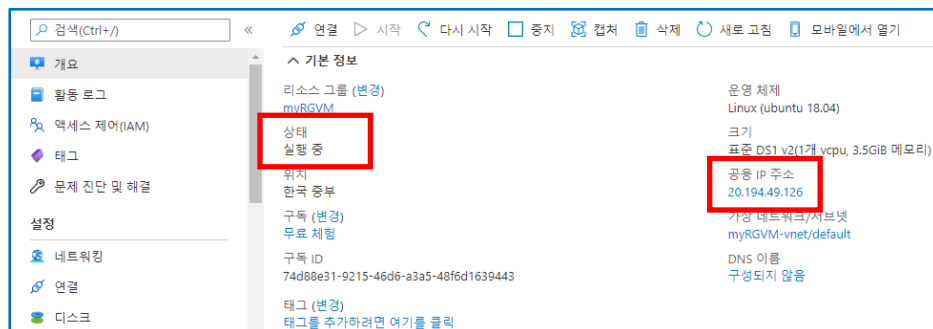 검색(Ctrl+/)
«
연결 시작 다시 시작 중지 캡처 삭제 새로 고침 모바일에서 열기
개요
활동 로그
액세스 제어(IAM)
태그
문제 진단 및 해결
설정
네트워킹
연결
디스크
기본 정보
리소스 그룹 (변경)
myRGVM
상태
실행 중
위치
한국 중부
구독 (변경)
무료 체험
구독 ID
74d88e31-9215-46d6-a3a5-48f6d1639443
태그 (변경)
태그를 추가하려면 여기를 클릭
운영 체제
Linux (ubuntu 18.04)
크기
표준 DS1 v2(1개 vcpu, 3.5GiB 메모리)
공용 IP 주소
20.194.49.126
가상 네트워크/서브넷
myRGVM-vnet/default
DNS 이름
구성되지 않음